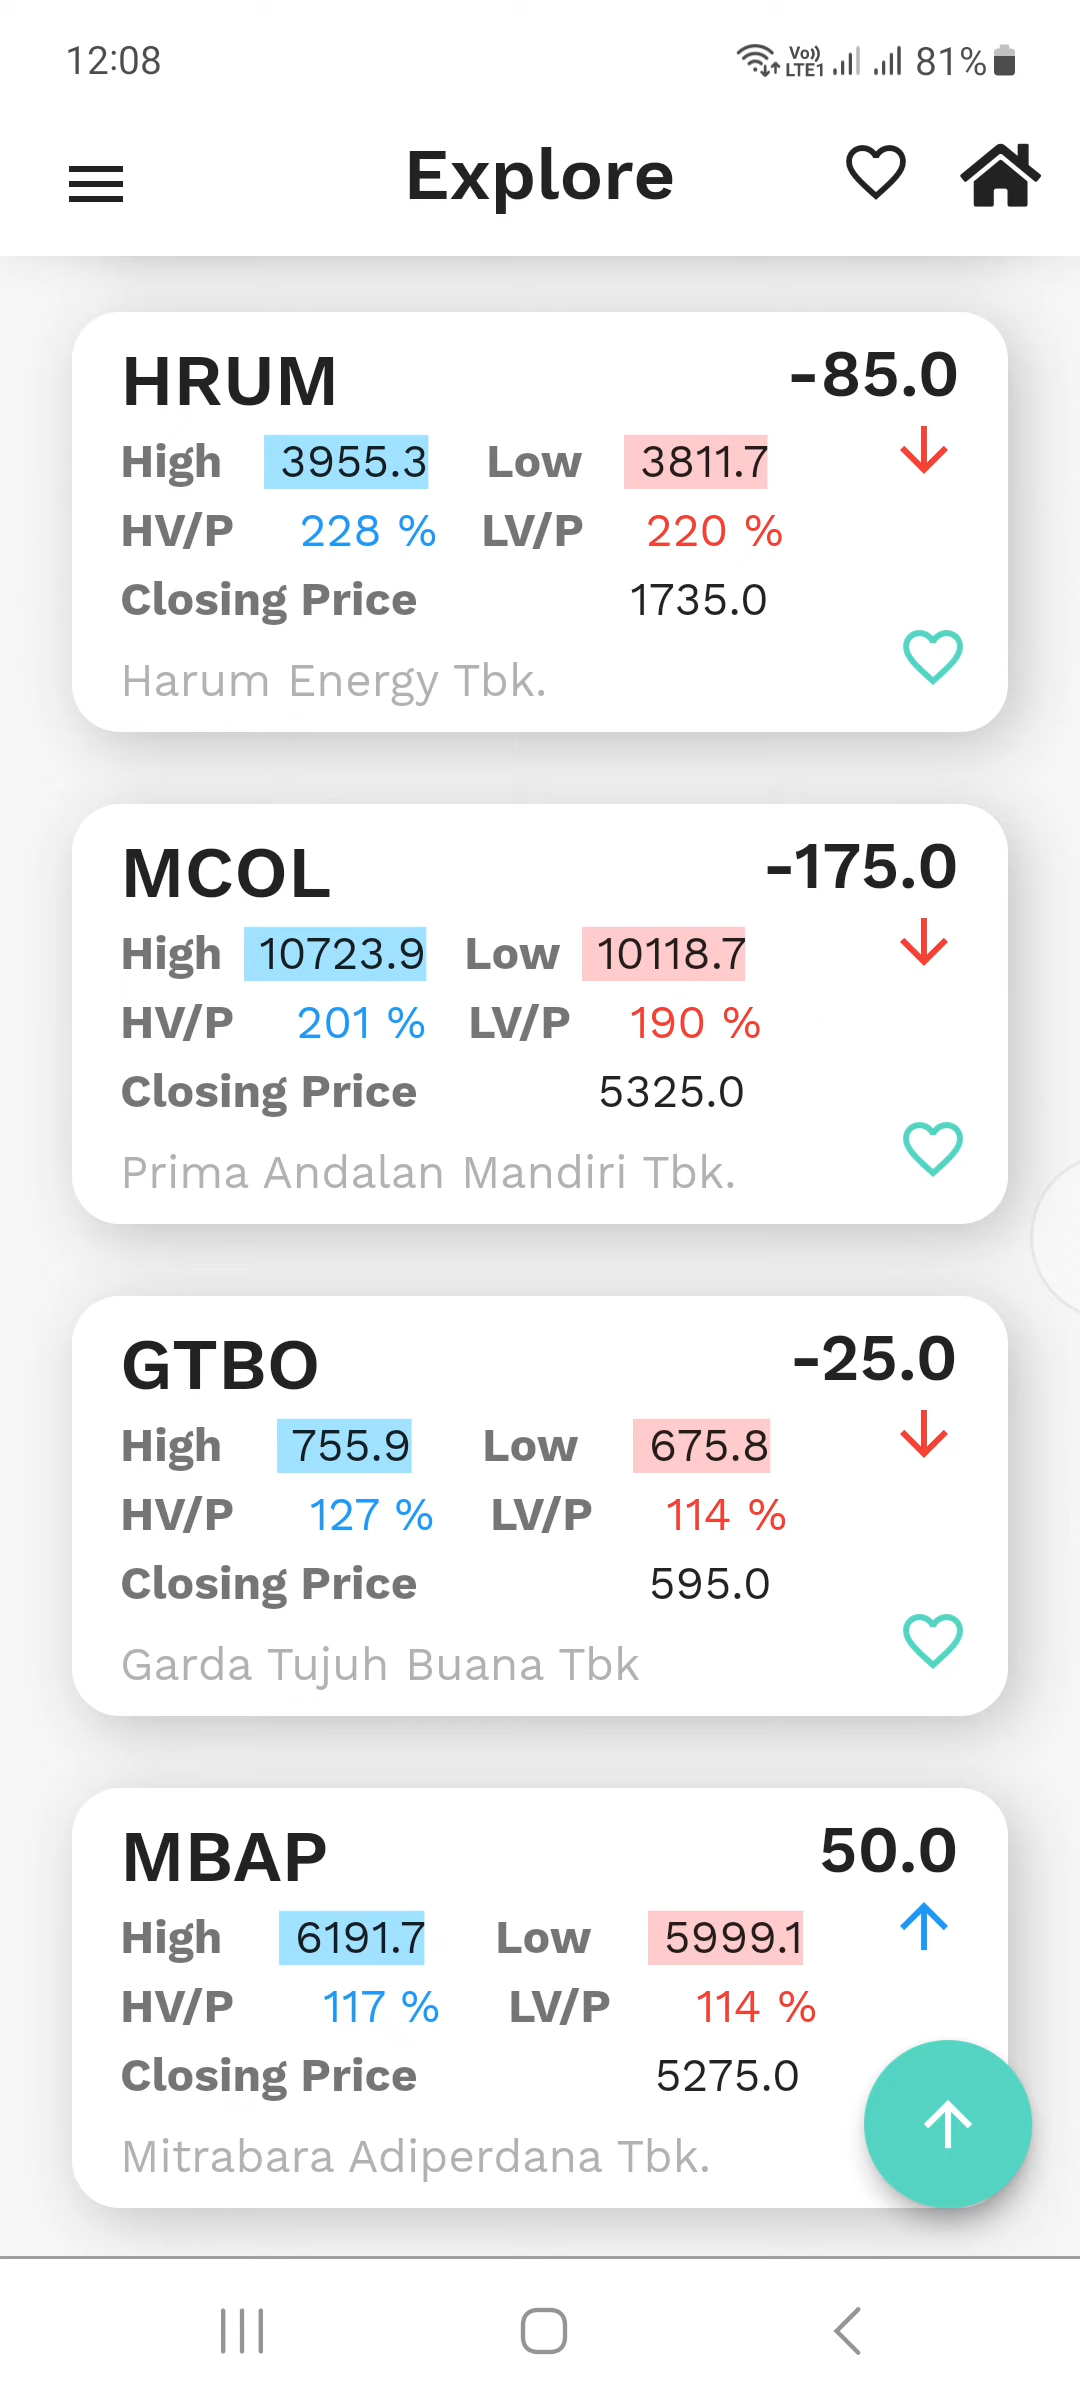 12:08 Vo)) LTE1 81%
Explore
HRUM -85.0
High 3955.3 Low 3811.7
HV/P 228 % LV/P 220 %
Closing Price 1735.0
Harum Energy Tbk.
MCOL -175.0
High 10723.9 Low 10118.7
HV/P 201 % LV/P 190 %
Closing Price 5325.0
Prima Andalan Mandiri Tbk.
GTBO -25.0
High 755.9 Low 675.8
HV/P 127 % LV/P 114 %
Closing Price 595.0
Garda Tujuh Buana Tbk
MBAP 50.0
High 6191.7 Low 5999.1
HV/P 117 % LV/P 114 %
Closing Price 5275.0
Mitrabara Adiperdana Tbk.